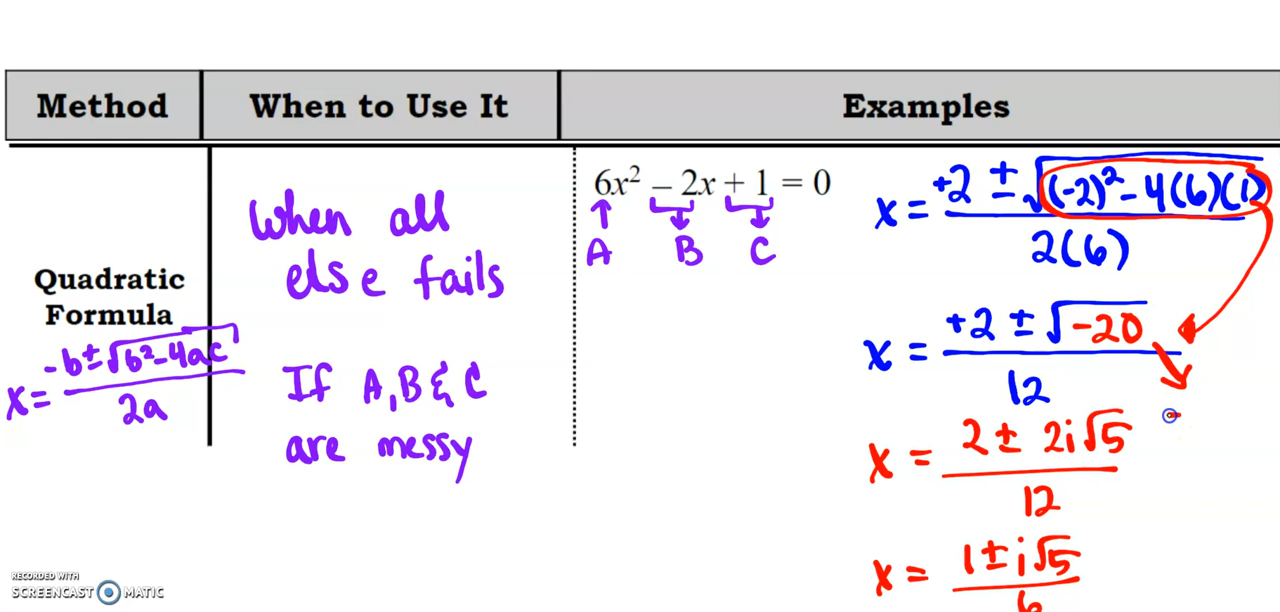 Method When to Use It Examples
Quadratic
Formula
x = -b ± √b² - 4ac / 2a
When all
else fails
If A, B & C
are messy
6x² – 2x + 1 = 0
A B C
x = +2 ± √(-2)² - 4(6)(1) / 2(6)
x = +2 ± √-20 / 12
x = 2 ± 2i√5 / 12
x = 1 ± i√5 / 6
RECORDED WITH
SCREENCAST MATIC